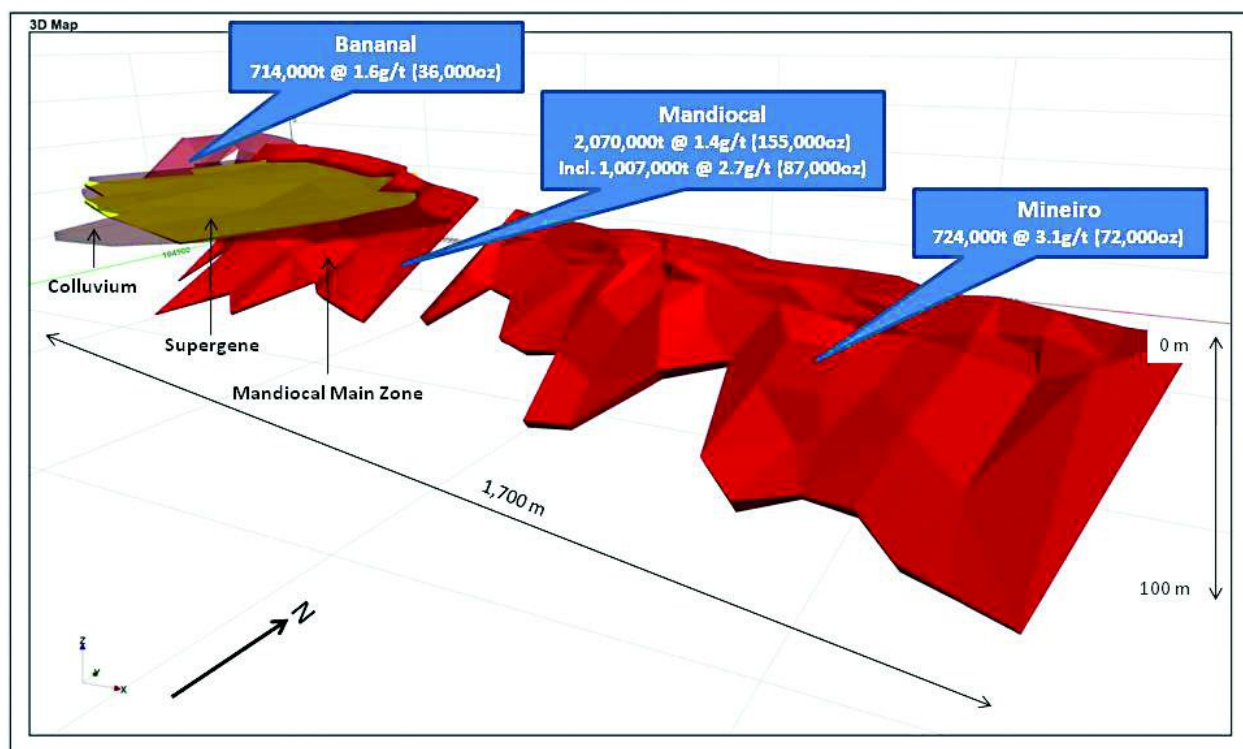 3D Map
Bananal
714,000t @ 1.6g/t (36,000oz)
Mandiocal
2,070,000t @ 1.4g/t (155,000oz)
Incl. 1,007,000t @ 2.7g/t (87,000oz)
Mineiro
724,000t @ 3.1g/t (72,000oz)
Colluvium
Supergene
Mandiocal Main Zone
0 m
1,700 m
100 m
N
Z
Y
X